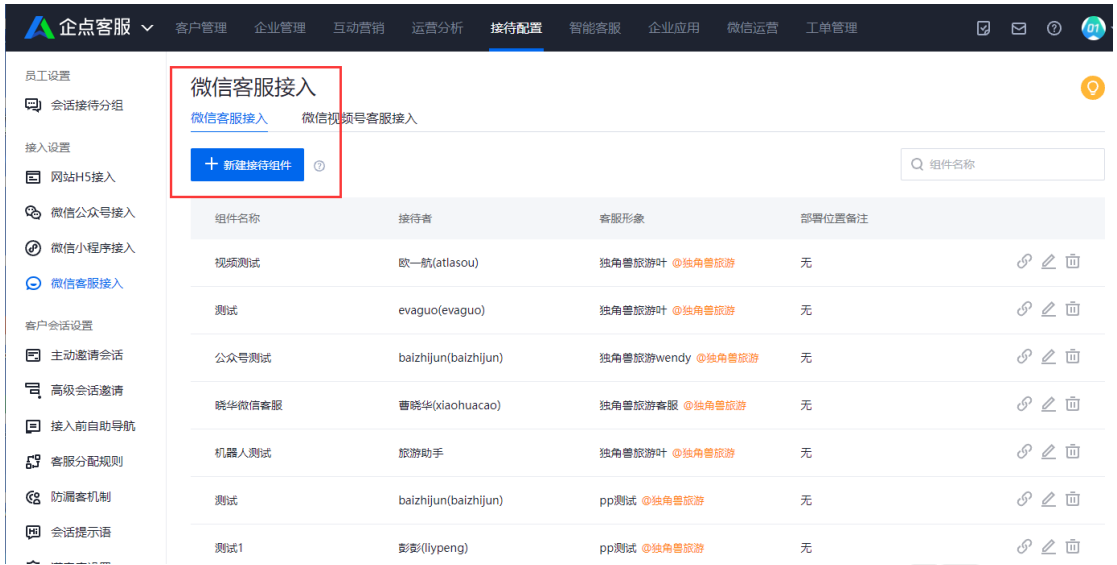 企点客服
客户管理 企业管理 互动营销 运营分析 接待配置 智能客服 企业应用 微信运营 工单管理
员工设置
会话接待分组
接入设置
网站H5接入
微信公众号接入
微信小程序接入
微信客服接入
客户会话设置
主动邀请会话
高级会话邀请
接入前自助导航
客服分配规则
防漏客机制
会话提示语
微信客服接入
微信客服接入 微信视频号客服接入
新建接待组件
组件名称
组件名称 接待者 客服形象 部署位置备注
视频测试 欧一航(atlasou) 独角兽旅游叶 @独角兽旅游 无
测试 evaguo(evaguo) 独角兽旅游叶 @独角兽旅游 无
公众号测试 baizhijun(baizhijun) 独角兽旅游wendy @独角兽旅游 无
晓华微信客服 曹晓华(xiaohuacao) 独角兽旅游客服 @独角兽旅游 无
机器人测试 旅游助手 独角兽旅游叶 @独角兽旅游 无
测试 baizhijun(baizhijun) pp测试 @独角兽旅游 无
测试1 彭彭(liypeng) pp测试 @独角兽旅游 无